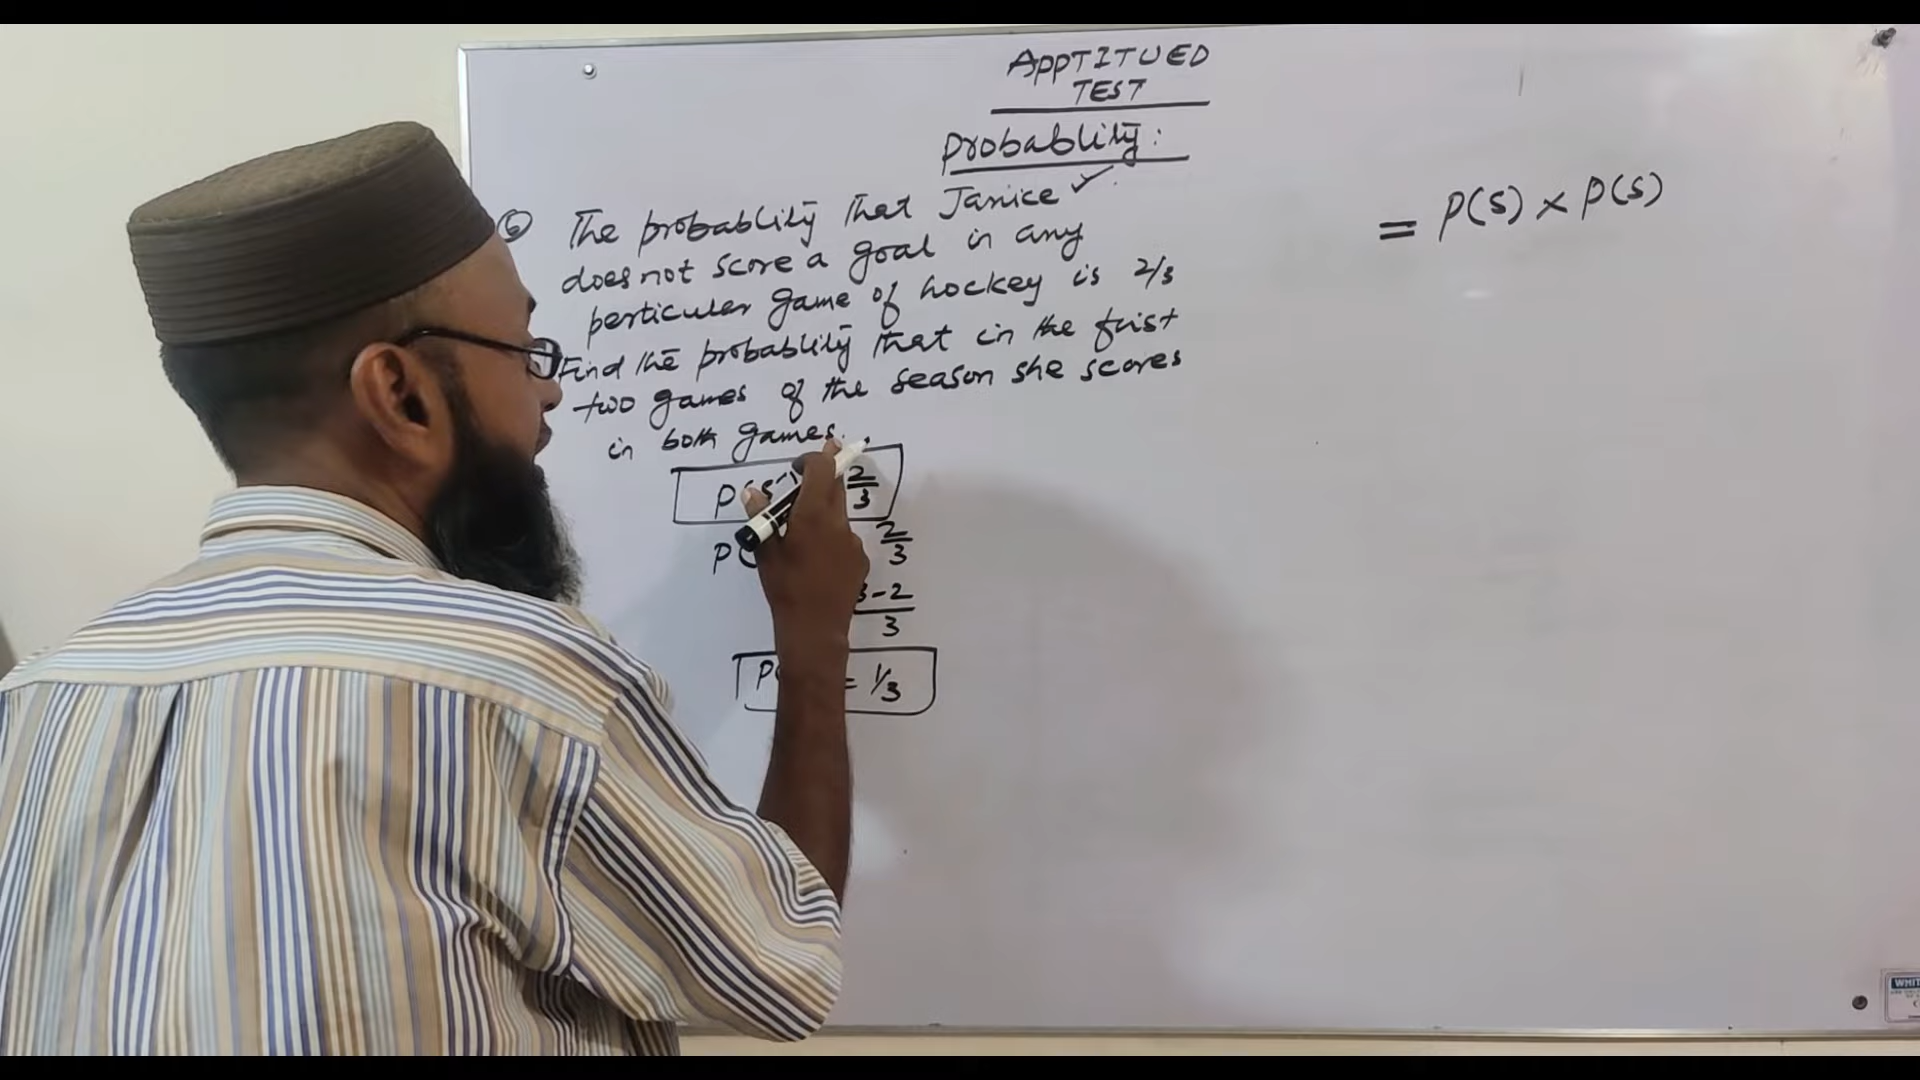 AppTITUED
TEST
probablity:
6 The probablity that Janice ✓
does not score a goal in any
perticuler game of hockey is 2/3
Find the probablity that in the fuist
two games of the season she scores
in both games.
P(s 2/3
P( 2/3
3-2/3
P( = 1/3
= P(s) × P(s)
WHIT